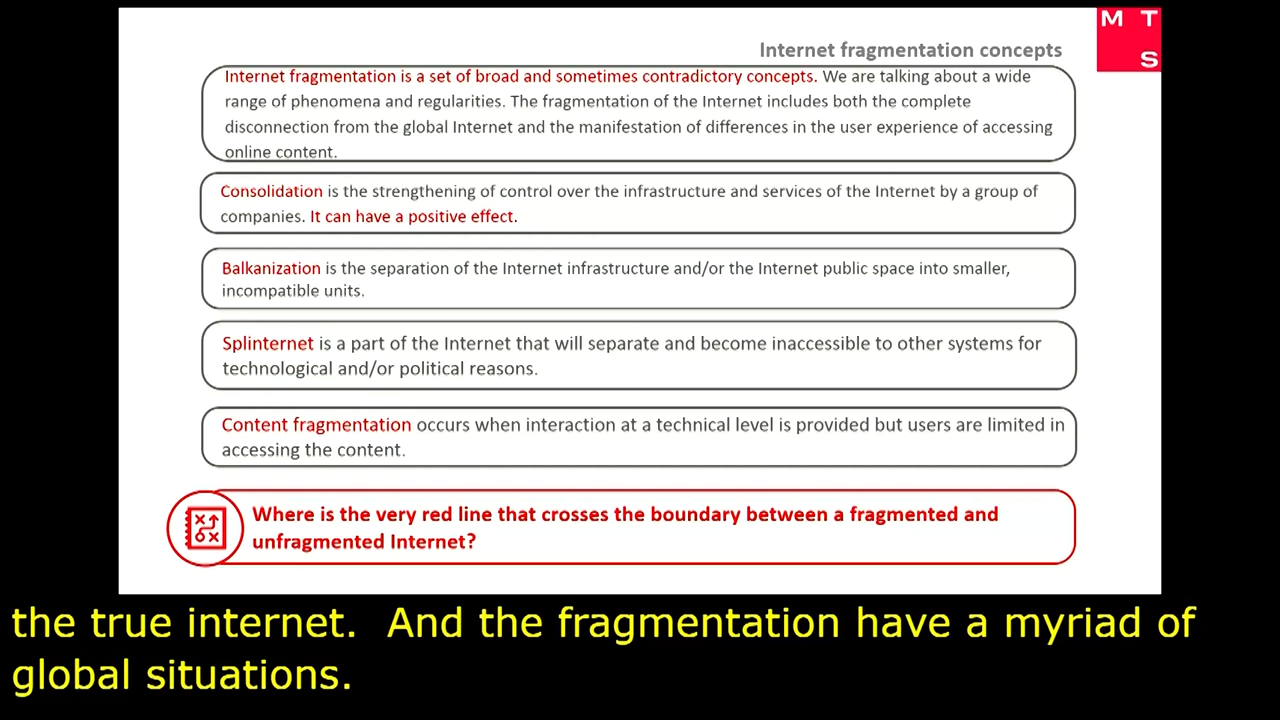 Internet fragmentation concepts
M T
S
Internet fragmentation is a set of broad and sometimes contradictory concepts. We are talking about a wide
range of phenomena and regularities. The fragmentation of the Internet includes both the complete
disconnection from the global Internet and the manifestation of differences in the user experience of accessing
online content.
Consolidation is the strengthening of control over the infrastructure and services of the Internet by a group of
companies. It can have a positive effect.
Balkanization is the separation of the Internet infrastructure and/or the Internet public space into smaller,
incompatible units.
Splinternet is a part of the Internet that will separate and become inaccessible to other systems for
technological and/or political reasons.
Content fragmentation occurs when interaction at a technical level is provided but users are limited in
accessing the content.
Where is the very red line that crosses the boundary between a fragmented and
unfragmented Internet?
the true internet.  And the fragmentation have a myriad of
global situations.